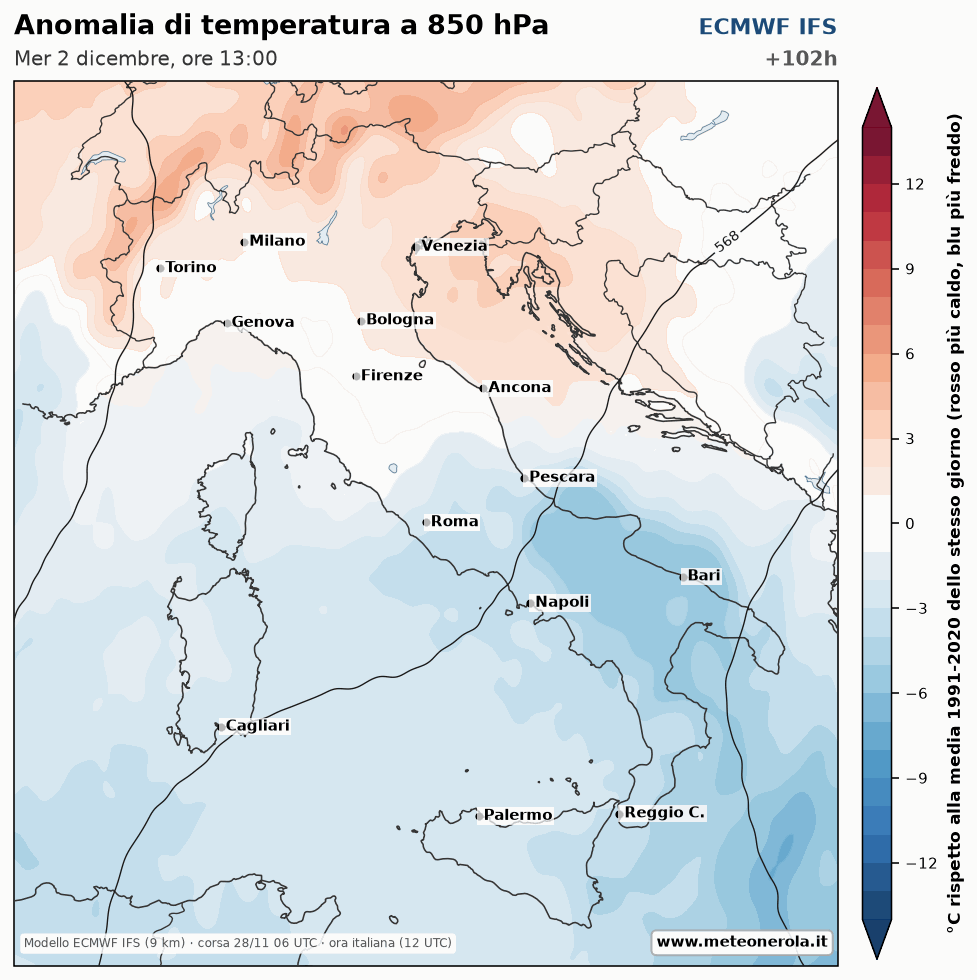 Anomalia di temperatura a 850 hPa
ECMWF IFS
Mer 2 dicembre, ore 13:00
+102h
568
Milano
Venezia
Torino
Genova
Bologna
Firenze
Ancona
Pescara
Roma
Bari
Napoli
Cagliari
Palermo
Reggio C.
12
9
6
3
0
−3
−6
−9
−12
°C rispetto alla media 1991-2020 dello stesso giorno (rosso più caldo, blu più freddo)
Modello ECMWF IFS (9 km) · corsa 28/11 06 UTC · ora italiana (12 UTC)
www.meteonerola.it